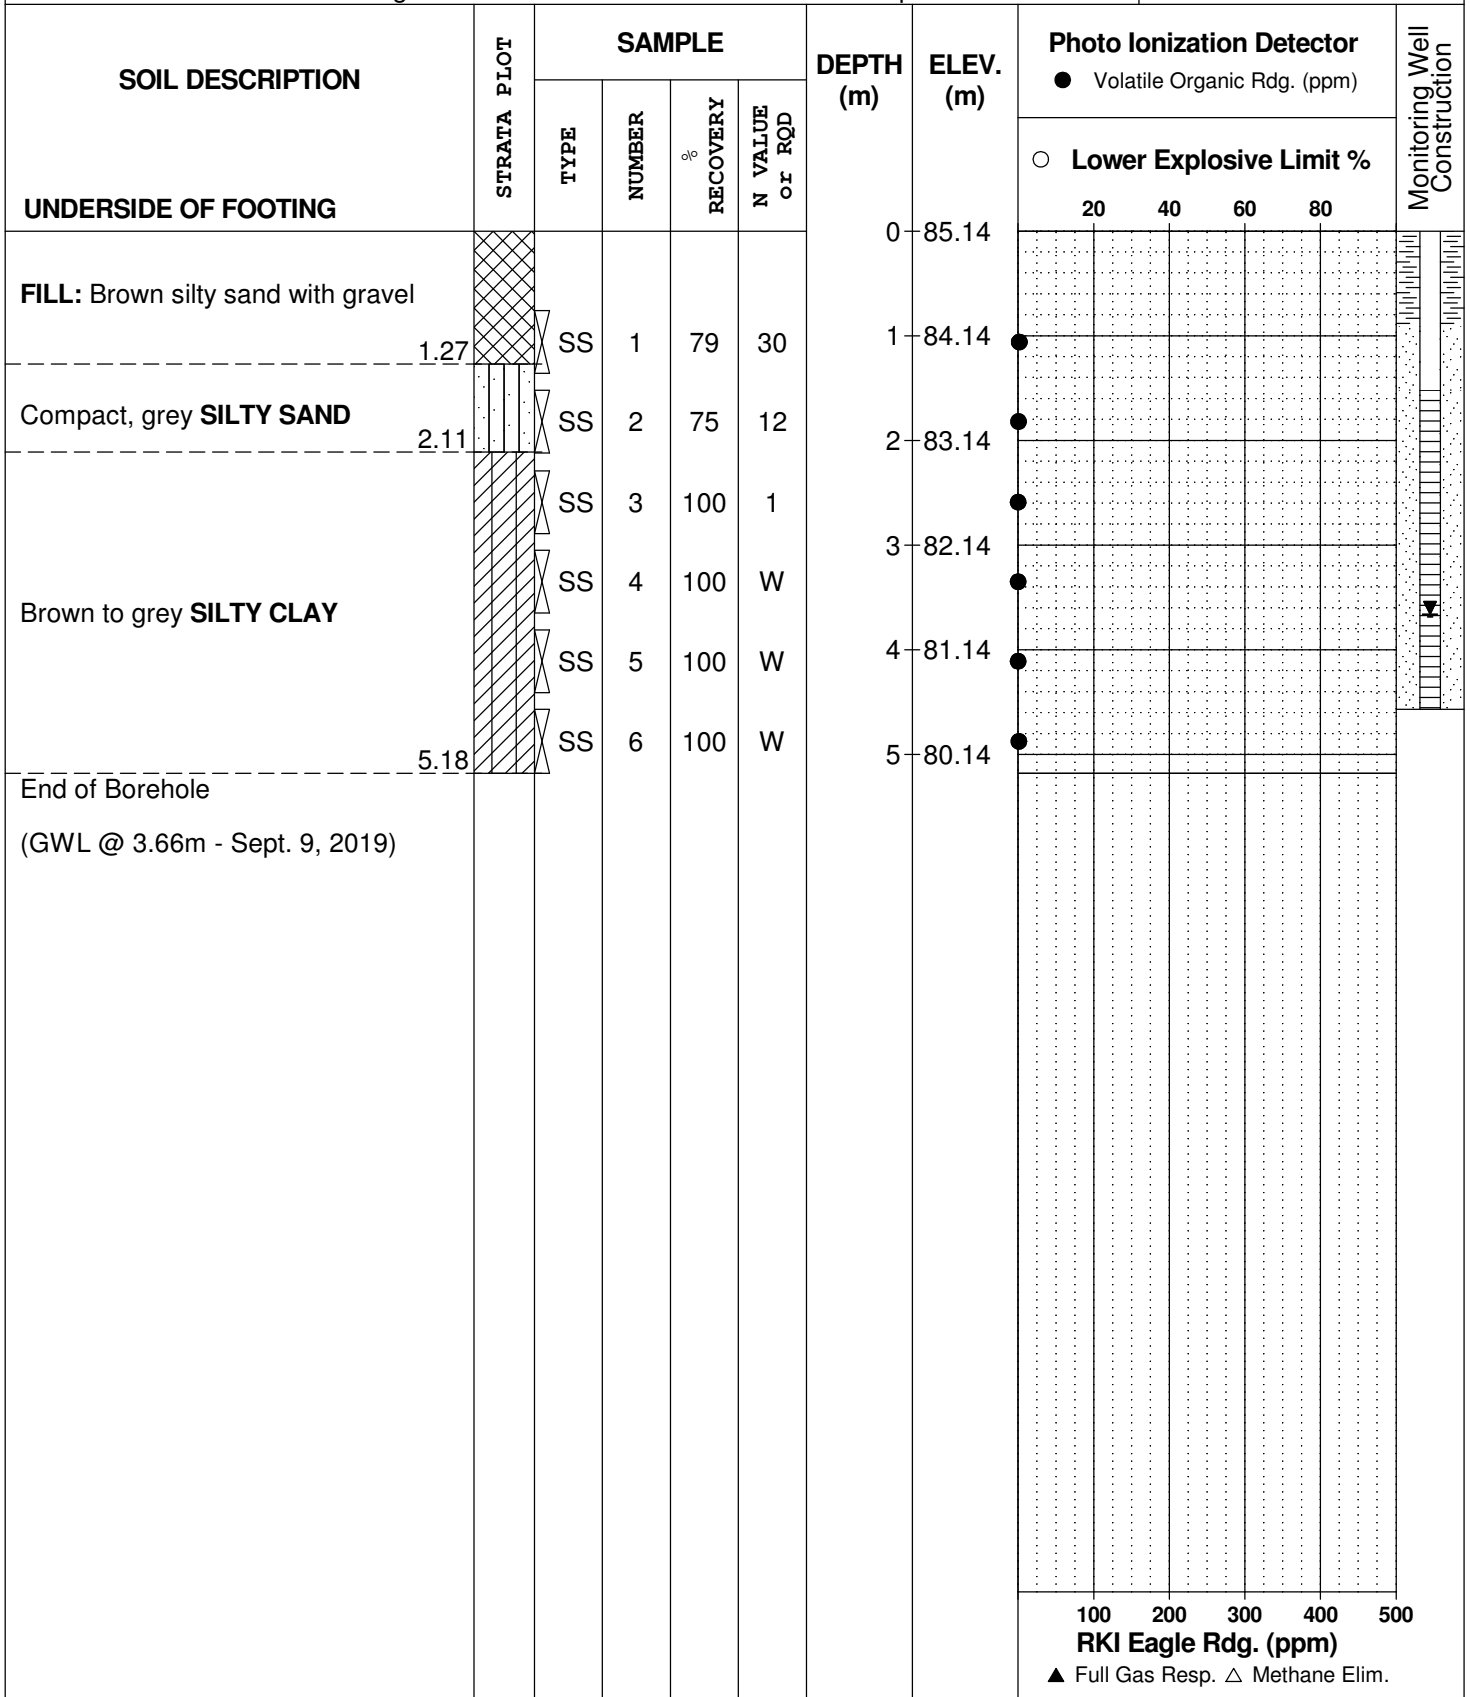 SOIL DESCRIPTION
UNDERSIDE OF FOOTING
STRATA PLOT
SAMPLE
TYPE
NUMBER
%
RECOVERY
N VALUE
or RQD
DEPTH
(m)
ELEV.
(m)
Photo Ionization Detector
● Volatile Organic Rdg. (ppm)
○ Lower Explosive Limit %
20 40 60 80
Monitoring Well
Construction
0 85.14
FILL: Brown silty sand with gravel
1.27
SS 1 79 30
1 84.14
Compact, grey SILTY SAND
2.11
SS 2 75 12
2 83.14
SS 3 100 1
3 82.14
SS 4 100 W
Brown to grey SILTY CLAY
4 81.14
SS 5 100 W
SS 6 100 W
5 80.14
5.18
End of Borehole
(GWL @ 3.66m - Sept. 9, 2019)
100 200 300 400 500
RKI Eagle Rdg. (ppm)
▲ Full Gas Resp. △ Methane Elim.